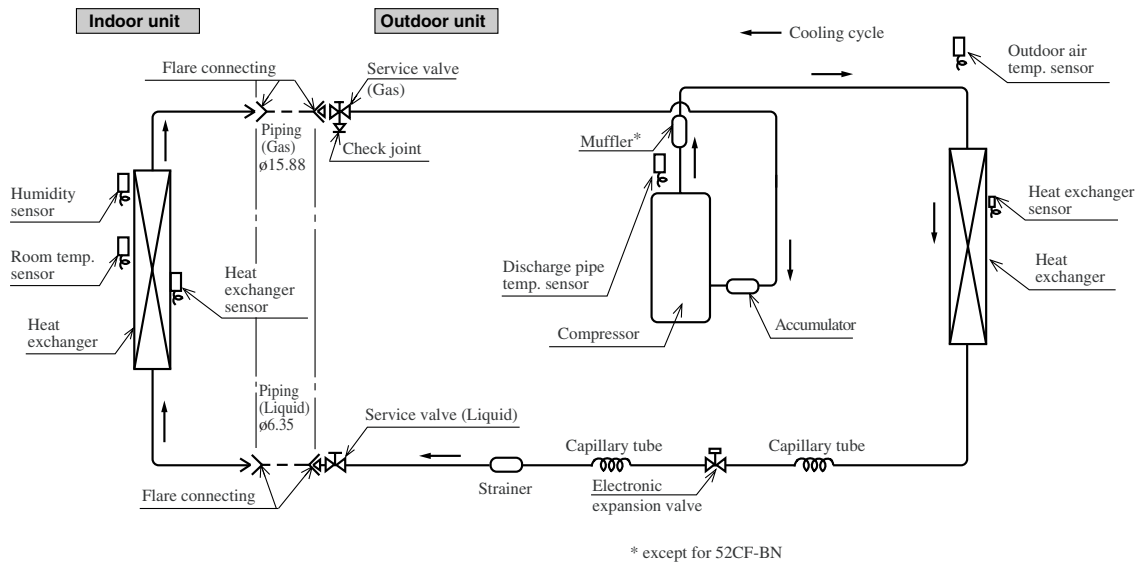 Indoor unit
Outdoor unit
Cooling cycle
Outdoor air
temp. sensor
Flare connecting
Service valve
(Gas)
Piping
(Gas)
ø15.88
Check joint
Muffler*
Humidity
sensor
Room temp.
sensor
Heat
exchanger
sensor
Heat
exchanger
Discharge pipe
temp. sensor
Compressor
Accumulator
Heat exchanger
sensor
Heat
exchanger
Piping
(Liquid)
ø6.35
Service valve (Liquid)
Flare connecting
Strainer
Capillary tube
Electronic
expansion valve
Capillary tube
* except for 52CF-BN